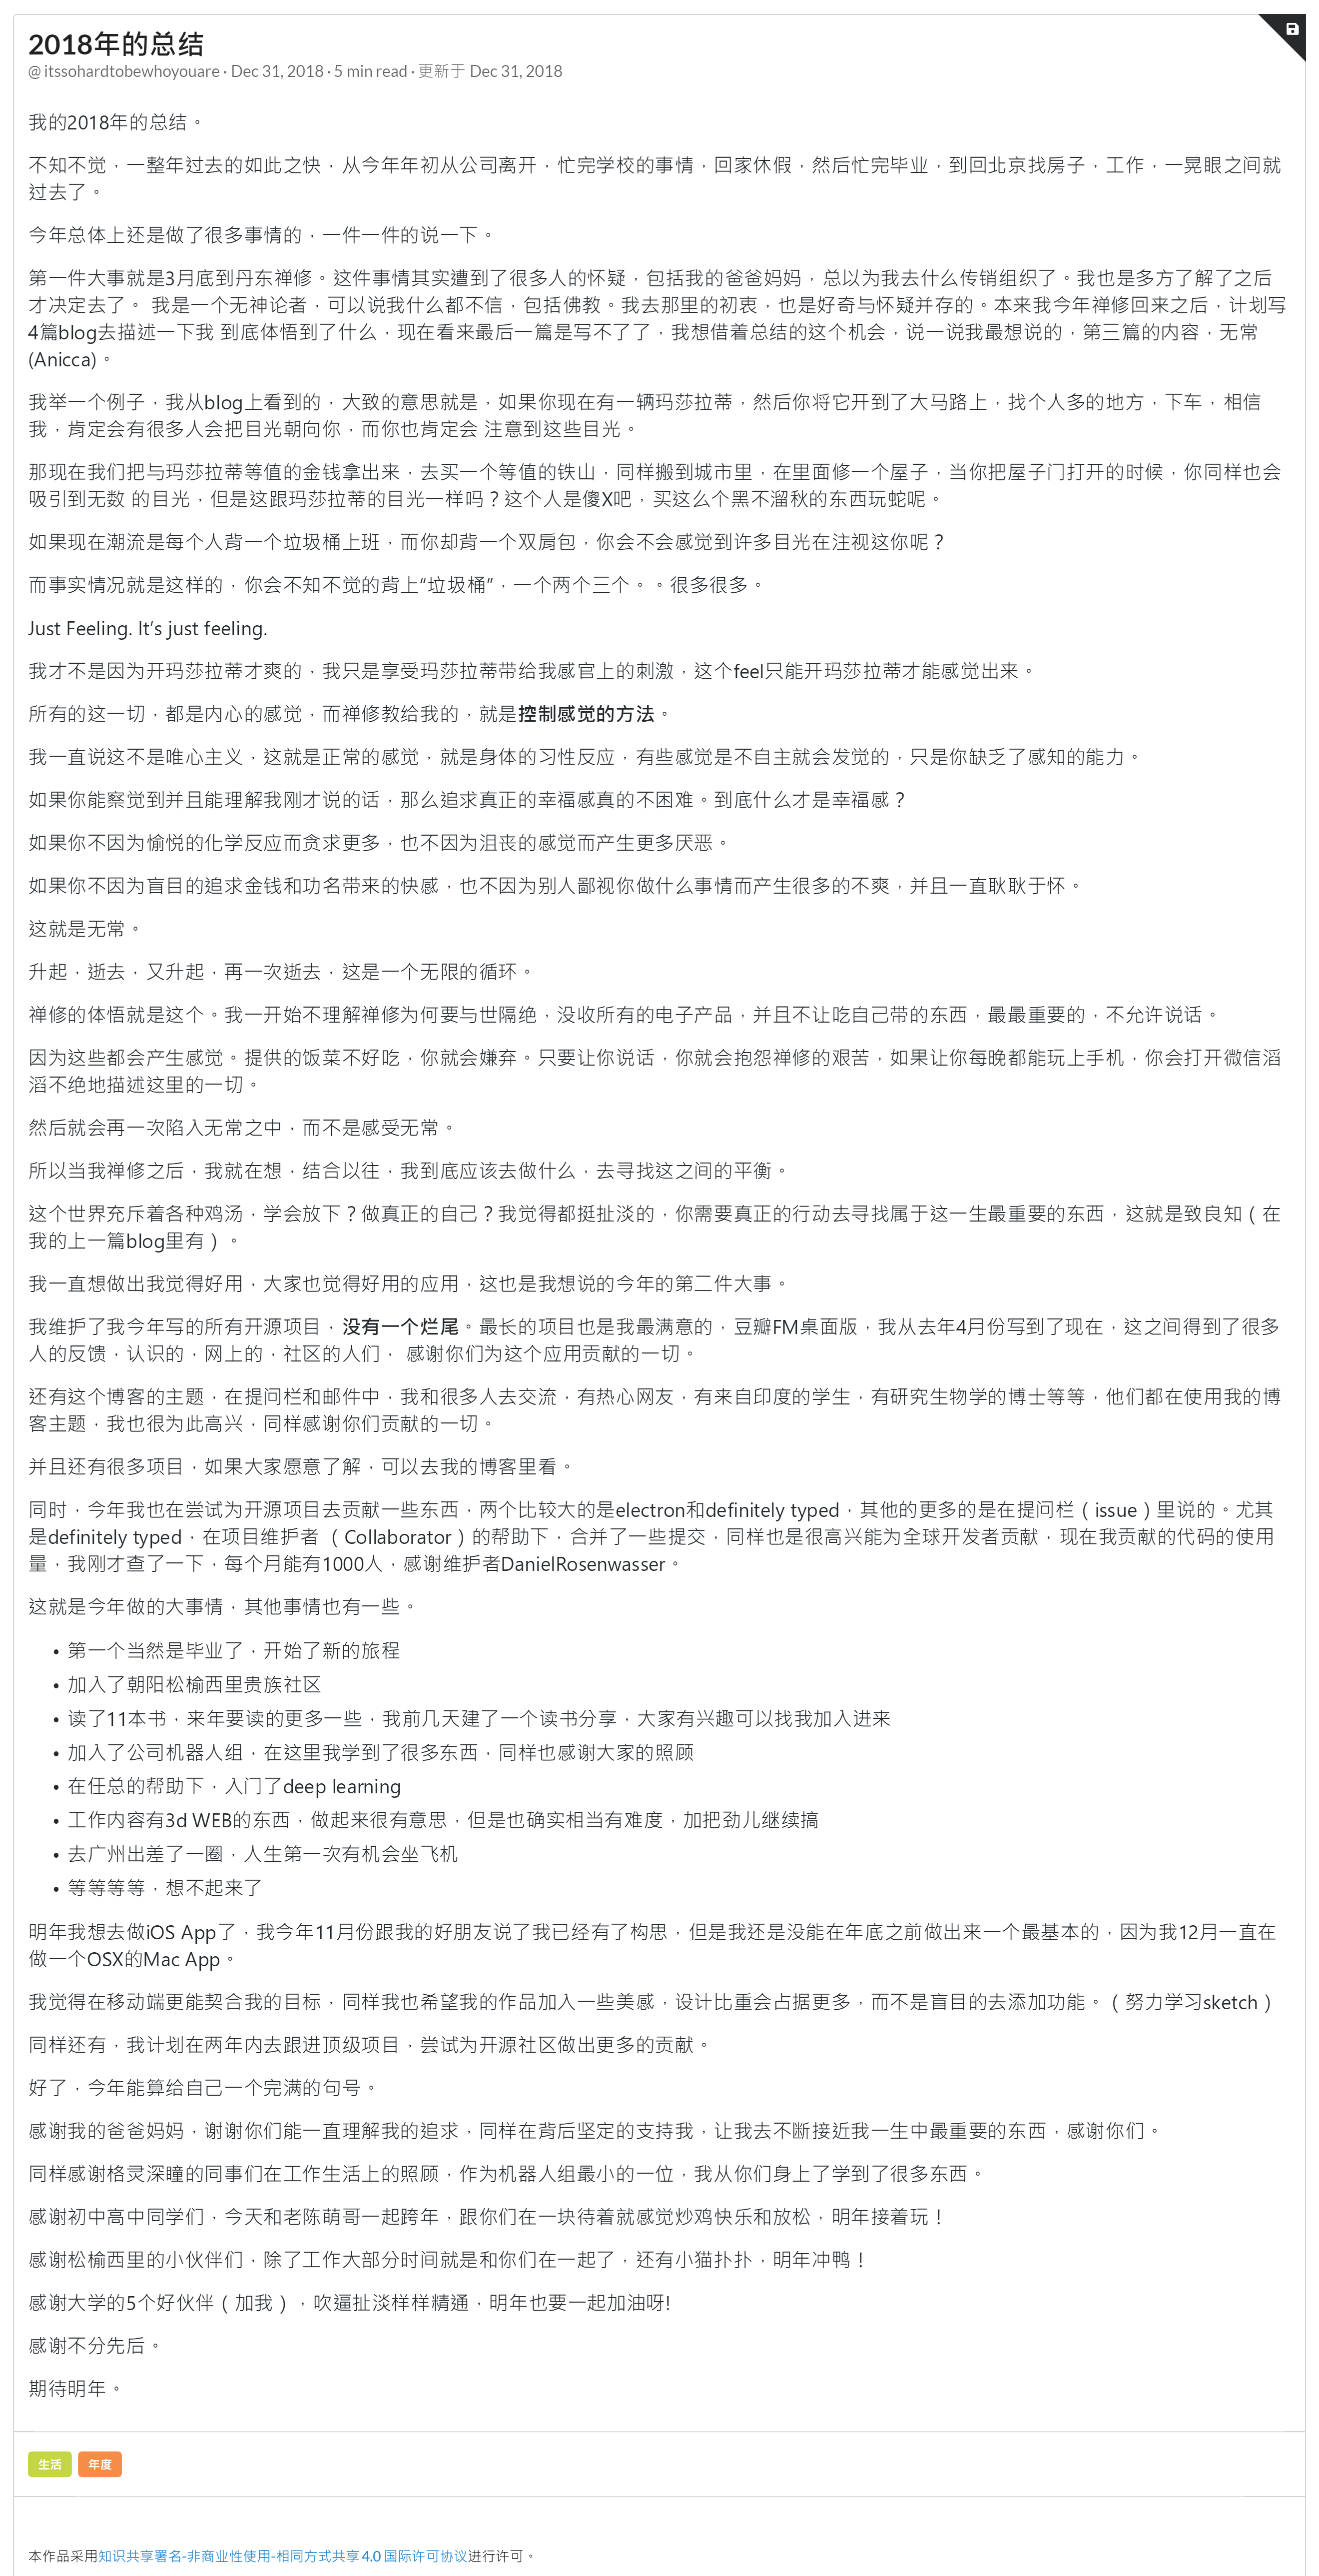 2018年的总结
@ itssohardtobewhoyouare · Dec 31, 2018 · 5 min read · 更新于 Dec 31, 2018
我的2018年的总结。
不知不觉，一整年过去的如此之快，从今年年初从公司离开，忙完学校的事情，回家休假，然后忙完毕业，到回北京找房子，工作，一晃眼之间就
过去了。
今年总体上还是做了很多事情的，一件一件的说一下。
第一件大事就是3月底到丹东禅修。这件事情其实遭到了很多人的怀疑，包括我的爸爸妈妈，总以为我去什么传销组织了。我也是多方了解了之后
才决定去了。 我是一个无神论者，可以说我什么都不信，包括佛教。我去那里的初衷，也是好奇与怀疑并存的。本来我今年禅修回来之后，计划写
4篇blog去描述一下我 到底体悟到了什么，现在看来最后一篇是写不了了，我想借着总结的这个机会，说一说我最想说的，第三篇的内容，无常
(Anicca)。
我举一个例子，我从blog上看到的，大致的意思就是，如果你现在有一辆玛莎拉蒂，然后你将它开到了大马路上，找个人多的地方，下车，相信
我，肯定会有很多人会把目光朝向你，而你也肯定会 注意到这些目光。
那现在我们把与玛莎拉蒂等值的金钱拿出来，去买一个等值的铁山，同样搬到城市里，在里面修一个屋子，当你把屋子门打开的时候，你同样也会
吸引到无数 的目光，但是这跟玛莎拉蒂的目光一样吗？这个人是傻X吧，买这么个黑不溜秋的东西玩蛇呢。
如果现在潮流是每个人背一个垃圾桶上班，而你却背一个双肩包，你会不会感觉到许多目光在注视这你呢？
而事实情况就是这样的，你会不知不觉的背上“垃圾桶”，一个两个三个。。很多很多。
Just Feeling. It’s just feeling.
我才不是因为开玛莎拉蒂才爽的，我只是享受玛莎拉蒂带给我感官上的刺激，这个feel只能开玛莎拉蒂才能感觉出来。
所有的这一切，都是内心的感觉，而禅修教给我的，就是控制感觉的方法。
我一直说这不是唯心主义，这就是正常的感觉，就是身体的习性反应，有些感觉是不自主就会发觉的，只是你缺乏了感知的能力。
如果你能察觉到并且能理解我刚才说的话，那么追求真正的幸福感真的不困难。到底什么才是幸福感？
如果你不因为愉悦的化学反应而贪求更多，也不因为沮丧的感觉而产生更多厌恶。
如果你不因为盲目的追求金钱和功名带来的快感，也不因为别人鄙视你做什么事情而产生很多的不爽，并且一直耿耿于怀。
这就是无常。
升起，逝去，又升起，再一次逝去，这是一个无限的循环。
禅修的体悟就是这个。我一开始不理解禅修为何要与世隔绝，没收所有的电子产品，并且不让吃自己带的东西，最最重要的，不允许说话。
因为这些都会产生感觉。提供的饭菜不好吃，你就会嫌弃。只要让你说话，你就会抱怨禅修的艰苦，如果让你每晚都能玩上手机，你会打开微信滔
滔不绝地描述这里的一切。
然后就会再一次陷入无常之中，而不是感受无常。
所以当我禅修之后，我就在想，结合以往，我到底应该去做什么，去寻找这之间的平衡。
这个世界充斥着各种鸡汤，学会放下？做真正的自己？我觉得都挺扯淡的，你需要真正的行动去寻找属于这一生最重要的东西，这就是致良知（在
我的上一篇blog里有）。
我一直想做出我觉得好用，大家也觉得好用的应用，这也是我想说的今年的第二件大事。
我维护了我今年写的所有开源项目，没有一个烂尾。最长的项目也是我最满意的，豆瓣FM桌面版，我从去年4月份写到了现在，这之间得到了很多
人的反馈，认识的，网上的，社区的人们， 感谢你们为这个应用贡献的一切。
还有这个博客的主题，在提问栏和邮件中，我和很多人去交流，有热心网友，有来自印度的学生，有研究生物学的博士等等，他们都在使用我的博
客主题，我也很为此高兴，同样感谢你们贡献的一切。
并且还有很多项目，如果大家愿意了解，可以去我的博客里看。
同时，今年我也在尝试为开源项目去贡献一些东西，两个比较大的是electron和definitely typed，其他的更多的是在提问栏（issue）里说的。尤其
是definitely typed，在项目维护者 （Collaborator）的帮助下，合并了一些提交，同样也是很高兴能为全球开发者贡献，现在我贡献的代码的使用
量，我刚才查了一下，每个月能有1000人，感谢维护者DanielRosenwasser。
这就是今年做的大事情，其他事情也有一些。
• 第一个当然是毕业了，开始了新的旅程
• 加入了朝阳松榆西里贵族社区
• 读了11本书，来年要读的更多一些，我前几天建了一个读书分享，大家有兴趣可以找我加入进来
• 加入了公司机器人组，在这里我学到了很多东西，同样也感谢大家的照顾
• 在任总的帮助下，入门了deep learning
• 工作内容有3d WEB的东西，做起来很有意思，但是也确实相当有难度，加把劲儿继续搞
• 去广州出差了一圈，人生第一次有机会坐飞机
• 等等等等，想不起来了
明年我想去做iOS App了，我今年11月份跟我的好朋友说了我已经有了构思，但是我还是没能在年底之前做出来一个最基本的，因为我12月一直在
做一个OSX的Mac App。
我觉得在移动端更能契合我的目标，同样我也希望我的作品加入一些美感，设计比重会占据更多，而不是盲目的去添加功能。（努力学习sketch）
同样还有，我计划在两年内去跟进顶级项目，尝试为开源社区做出更多的贡献。
好了，今年能算给自己一个完满的句号。
感谢我的爸爸妈妈，谢谢你们能一直理解我的追求，同样在背后坚定的支持我，让我去不断接近我一生中最重要的东西，感谢你们。
同样感谢格灵深瞳的同事们在工作生活上的照顾，作为机器人组最小的一位，我从你们身上了学到了很多东西。
感谢初中高中同学们，今天和老陈萌哥一起跨年，跟你们在一块待着就感觉炒鸡快乐和放松，明年接着玩！
感谢松榆西里的小伙伴们，除了工作大部分时间就是和你们在一起了，还有小猫扑扑，明年冲鸭！
感谢大学的5个好伙伴（加我），吹逼扯淡样样精通，明年也要一起加油呀!
感谢不分先后。
期待明年。
生活 年度
本作品采用知识共享署名-非商业性使用-相同方式共享 4.0 国际许可协议进行许可。